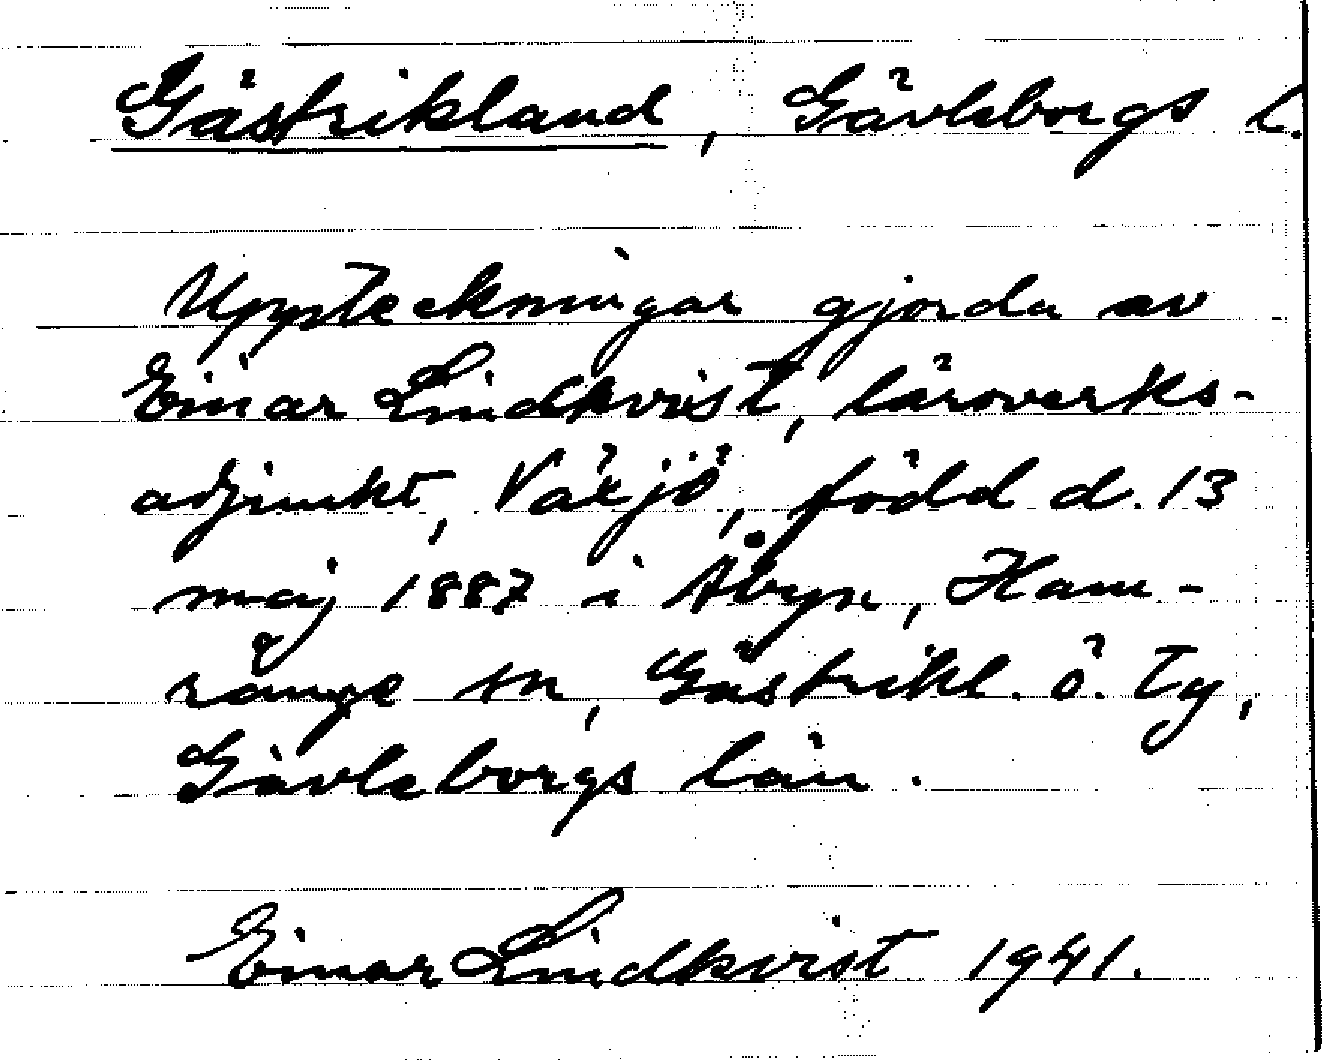 Gästrikland, Gävleborgs l.
Uppteckningar gjorda av
Einar Lindkvist, läroverks-
adjunkt, Växjö, född d. 13
maj 1887 i Åbyn, Ham-
rånge sn, Gästrikl. ö. tg,
Gävleborgs län.
Einar Lindkvist 1941.